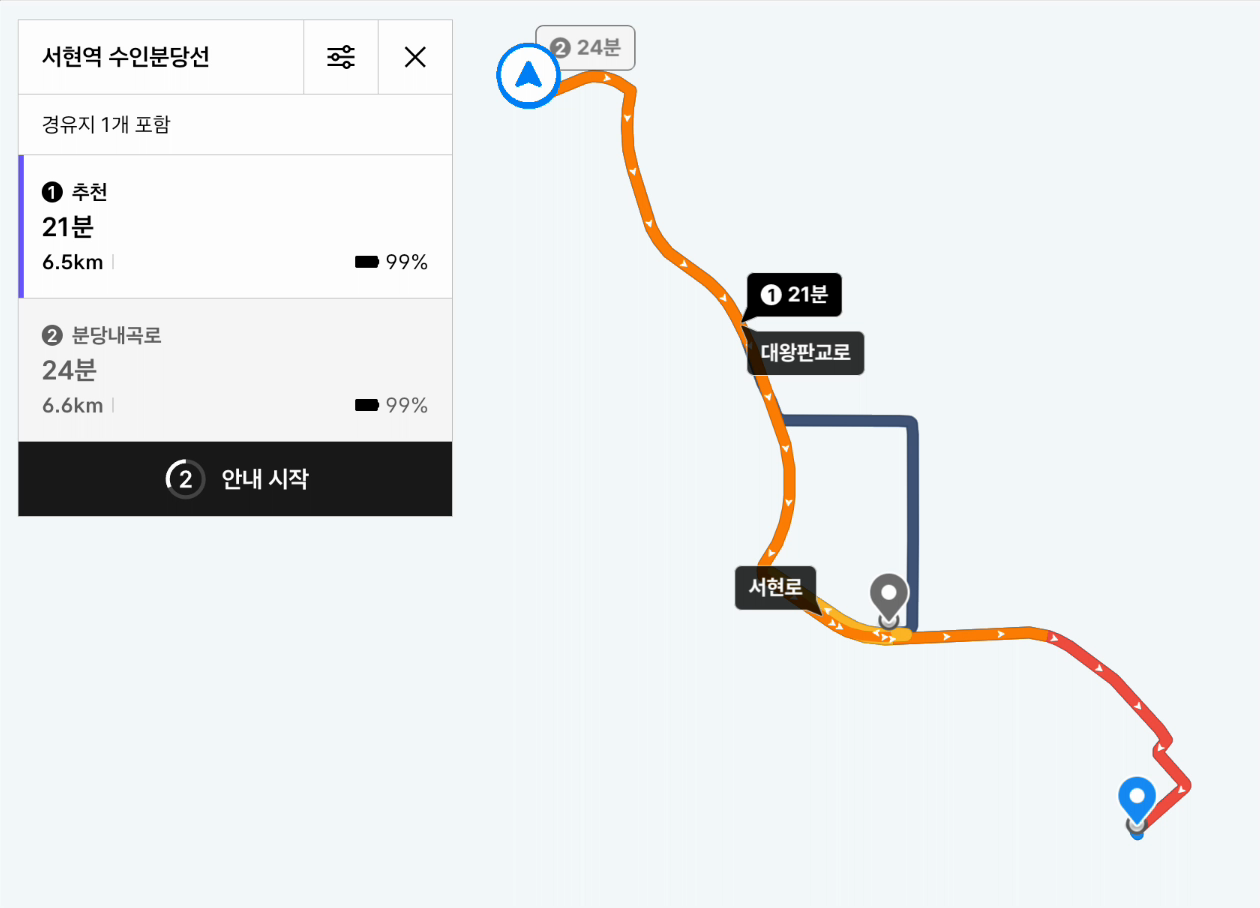 서현역 수인분당선
경유지 1개 포함
1 추천
21분
6.5km
99%
2 분당내곡로
24분
6.6km
99%
2 안내 시작
2 24분
1 21분
대왕판교로
서현로